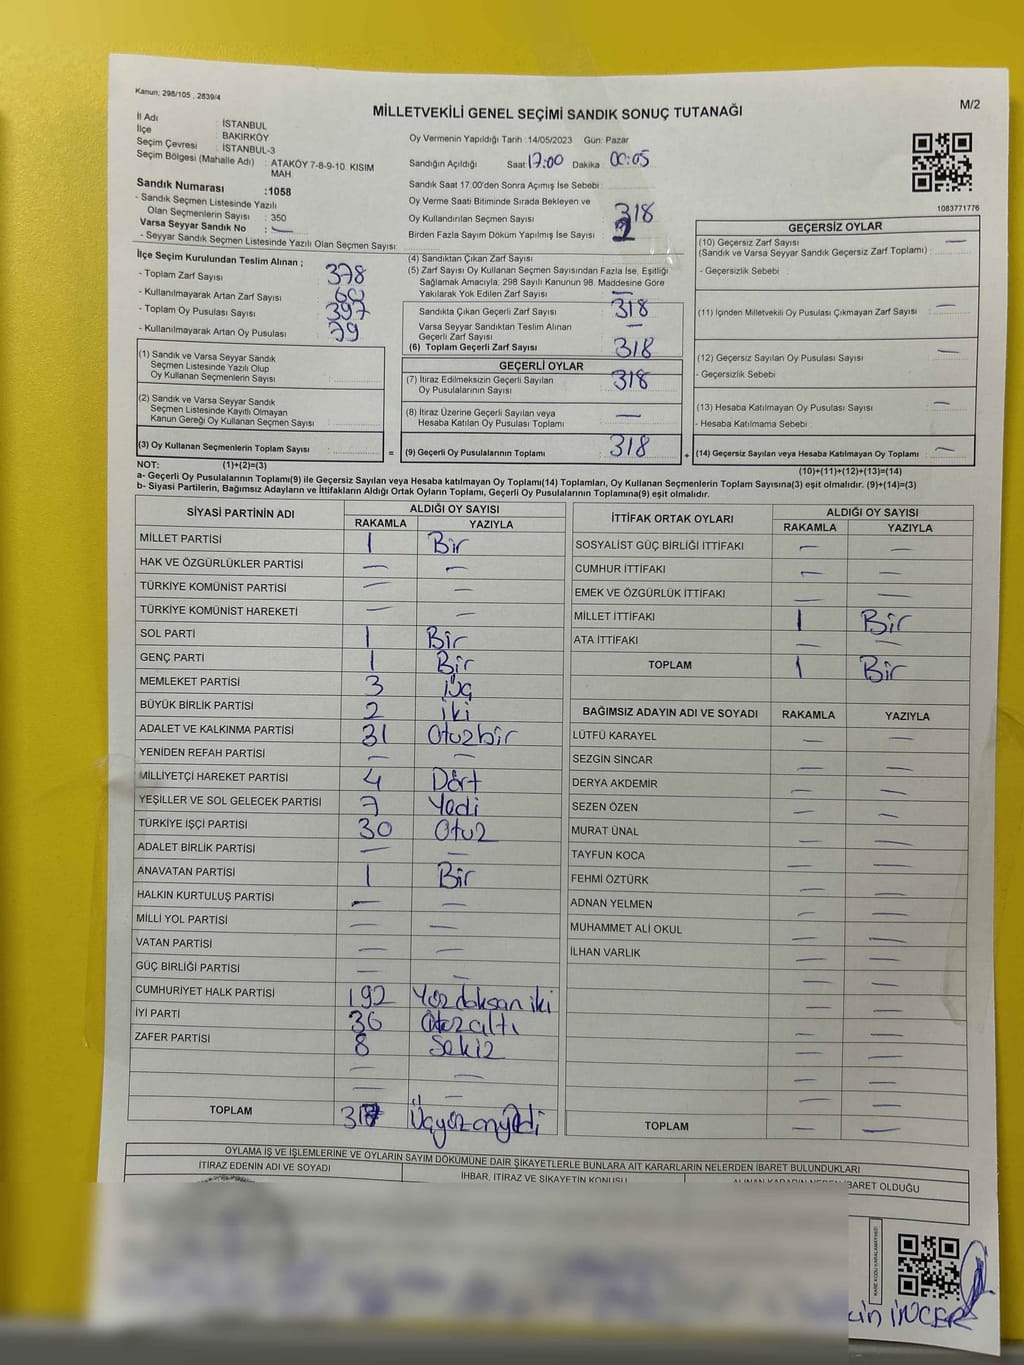 Kanun; 298/105 , 2839/4
MİLLETVEKİLİ GENEL SEÇİMİ SANDIK SONUÇ TUTANAĞI
M/2
İl Adı : İSTANBUL
İlçe : BAKIRKÖY
Seçim Çevresi : İSTANBUL-3
Seçim Bölgesi (Mahalle Adı) : ATAKÖY 7-8-9-10. KISIM MAH
Sandık Numarası :1058
- Sandık Seçmen Listesinde Yazılı
Olan Seçmenlerin Sayısı : 350
Varsa Seyyar Sandık No : —
- Seyyar Sandık Seçmen Listesinde Yazılı Olan Seçmen Sayısı
Oy Vermenin Yapıldığı Tarih :14/05/2023 Gün: Pazar
Sandığın Açıldığı Saat 17:00 Dakika 00:05
Sandık Saat 17.00'den Sonra Açımış İse Sebebi
Oy Verme Saati Bitiminde Sırada Bekleyen ve
Oy Kullandırılan Seçmen Sayısı 318
Birden Fazla Sayım Döküm Yapılmış İse Sayısı
1083771776
İlçe Seçim Kurulundan Teslim Alınan ;
- Toplam Zarf Sayısı 378
- Kullanılmayarak Artan Zarf Sayısı 60
- Toplam Oy Pusulası Sayısı 397
- Kullanılmayarak Artan Oy Pusulası 79
(1) Sandık ve Varsa Seyyar Sandık
Seçmen Listesinde Yazılı Olup
Oy Kullanan Seçmenlerin Sayısı :
(2) Sandık ve Varsa Seyyar Sandık
Seçmen Listesinde Kayıtlı Olmayan
Kanun Gereği Oy Kullanan Seçmen Sayısı :
(3) Oy Kullanan Seçmenlerin Toplam Sayısı :
=
(4) Sandıktan Çıkan Zarf Sayısı
(5) Zarf Sayısı Oy Kullanan Seçmen Sayısından Fazla İse, Eşitliği
Sağlamak Amacıyla; 298 Sayılı Kanunun 98. Maddesine Göre
Yakılarak Yok Edilen Zarf Sayısı —
Sandıkta Çıkan Geçerli Zarf Sayısı 318
Varsa Seyyar Sandıktan Teslim Alınan
Geçerli Zarf Sayısı —
(6) Toplam Geçerli Zarf Sayısı 318
GEÇERLİ OYLAR
(7) İtiraz Edilmeksizin Geçerli Sayılan
Oy Pusulalarının Sayısı 318
(8) İtiraz Üzerine Geçerli Sayılan veya
Hesaba Katılan Oy Pusulası Toplamı —
(9) Geçerli Oy Pusulalarının Toplamı 318
+
GEÇERSİZ OYLAR
(10) Geçersiz Zarf Sayısı —
(Sandık ve Varsa Seyyar Sandık Geçersiz Zarf Toplamı) :
- Geçersizlik Sebebi :
(11) İçinden Milletvekili Oy Pusulası Çıkmayan Zarf Sayısı —
(12) Geçersiz Sayılan Oy Pusulası Sayısı : —
- Geçersizlik Sebebi
(13) Hesaba Katılmayan Oy Pusulası Sayısı : —
- Hesaba Katılmama Sebebi
(14) Geçersiz Sayılan veya Hesaba Katılmayan Oy Toplamı —
NOT: (1)+(2)=(3)
(10)+(11)+(12)+(13)=(14)
a- Geçerli Oy Pusulalarının Toplamı(9) ile Geçersiz Sayılan veya Hesaba katılmayan Oy Toplamı(14) Toplamları, Oy Kullanan Seçmenlerin Toplam Sayısına(3) eşit olmalıdır. (9)+(14)=(3)
b- Siyasi Partilerin, Bağımsız Adayların ve İttifakların Aldığı Ortak Oyların Toplamı, Geçerli Oy Pusulalarının Toplamına(9) eşit olmalıdır.
SİYASİ PARTİNİN ADI ALDIĞI OY SAYISI
RAKAMLA YAZIYLA
MİLLET PARTİSİ 1 Bir
HAK VE ÖZGÜRLÜKLER PARTİSİ — —
TÜRKİYE KOMÜNİST PARTİSİ — —
TÜRKİYE KOMÜNİST HAREKETİ — —
SOL PARTİ 1 Bir
GENÇ PARTİ 1 Bir
MEMLEKET PARTİSİ 3 üç
BÜYÜK BİRLİK PARTİSİ 2 iki
ADALET VE KALKINMA PARTİSİ 31 Otuzbir
YENİDEN REFAH PARTİSİ — —
MİLLİYETÇİ HAREKET PARTİSİ 4 Dört
YEŞİLLER VE SOL GELECEK PARTİSİ 7 Yedi
TÜRKİYE İŞÇİ PARTİSİ 30 Otuz
ADALET BİRLİK PARTİSİ — —
ANAVATAN PARTİSİ 1 Bir
HALKIN KURTULUŞ PARTİSİ — —
MİLLİ YOL PARTİSİ — —
VATAN PARTİSİ — —
GÜÇ BİRLİĞİ PARTİSİ — —
CUMHURİYET HALK PARTİSİ 192 Yüzdoksan iki
İYİ PARTİ 36 Otuzaltı
ZAFER PARTİSİ 8 Sekiz
— —
— —
TOPLAM 317 Üçyüzonyedi
İTTİFAK ORTAK OYLARI ALDIĞI OY SAYISI
RAKAMLA YAZIYLA
SOSYALİST GÜÇ BİRLİĞİ İTTİFAKI — —
CUMHUR İTTİFAKI — —
EMEK VE ÖZGÜRLÜK İTTİFAKI — —
MİLLET İTTİFAKI 1 Bir
ATA İTTİFAKI — —
TOPLAM 1 Bir
BAĞIMSIZ ADAYIN ADI VE SOYADI RAKAMLA YAZIYLA
LÜTFÜ KARAYEL — —
SEZGİN SİNCAR — —
DERYA AKDEMİR — —
SEZEN ÖZEN — —
MURAT ÜNAL — —
TAYFUN KOCA — —
FEHMİ ÖZTÜRK — —
ADNAN YELMEN — —
MUHAMMET ALİ OKUL — —
İLHAN VARLIK — —
— —
— —
— —
— —
— —
— —
TOPLAM — —
OYLAMA İŞ VE İŞLEMLERİNE VE OYLARIN SAYIM DÖKÜMÜNE DAİR ŞİKAYETLERLE BUNLARA AİT KARARLARIN NELERDEN İBARET BULUNDUKLARI
İTİRAZ EDENİN ADI VE SOYADI İHBAR, İTİRAZ VE ŞİKAYETİN KONUSU ALINAN KARARIN NEDEN İBARET OLDUĞU
KARE KODU KARALAMAYINIZ!
İNCER